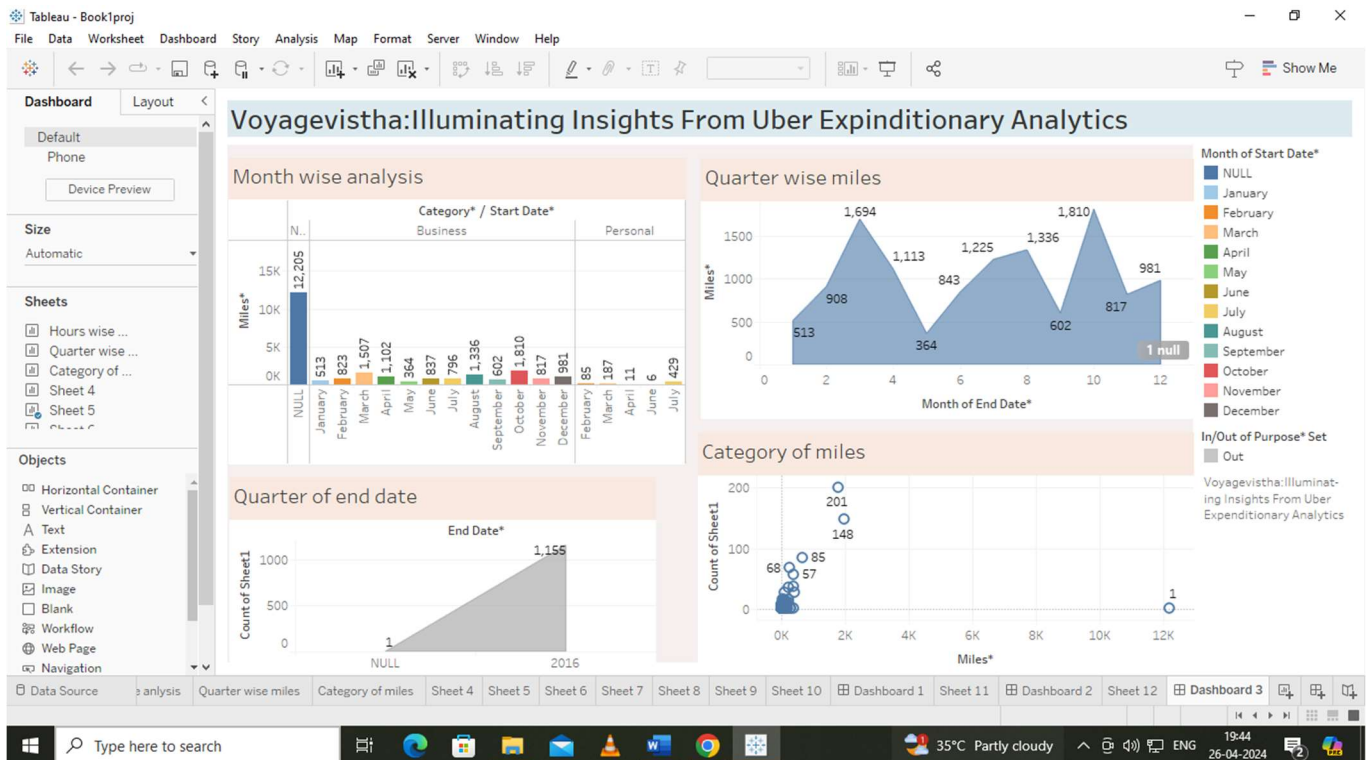 Tableau - Book1proj
File Data Worksheet Dashboard Story Analysis Map Format Server Window Help
Show Me
Dashboard Layout
Default
Phone
Device Preview
Size
Automatic
Sheets
Hours wise ...
Quarter wise ...
Category of ...
Sheet 4
Sheet 5
Objects
Horizontal Container
Vertical Container
Text
Extension
Data Story
Image
Blank
Workflow
Web Page
Navigation
Voyagevistha:Illuminating Insights From Uber Expinditionary Analytics
Month wise analysis
Category* / Start Date*
N.. Business Personal
Miles*
15K
10K
5K
0K
12,205 513 823 1,507 1,102 364 837 796 1,336 602 1,810 817 981 85 187 11 6 429
NULL January February March April May June July August September October November December February March April June July
Quarter wise miles
Miles*
1500
1000
500
0
513 908 1,694 1,113 364 843 1,225 1,336 602 1,810 817 981
1 null
0 2 4 6 8 10 12
Month of End Date*
Quarter of end date
End Date*
Count of Sheet1
1000
500
0
1 1,155
NULL 2016
Category of miles
Count of Sheet1
200
100
0
201
148
85
68
57
1
0K 2K 4K 6K 8K 10K 12K
Miles*
Month of Start Date*
NULL
January
February
March
April
May
June
July
August
September
October
November
December
In/Out of Purpose* Set
Out
Voyagevistha:Illuminat-
ing Insights From Uber
Expenditionary Analytics
Data Source e anlysis Quarter wise miles Category of miles Sheet 4 Sheet 5 Sheet 6 Sheet 7 Sheet 8 Sheet 9 Sheet 10 Dashboard 1 Sheet 11 Dashboard 2 Sheet 12 Dashboard 3
Type here to search
35°C Partly cloudy
ENG
19:44
26-04-2024
2